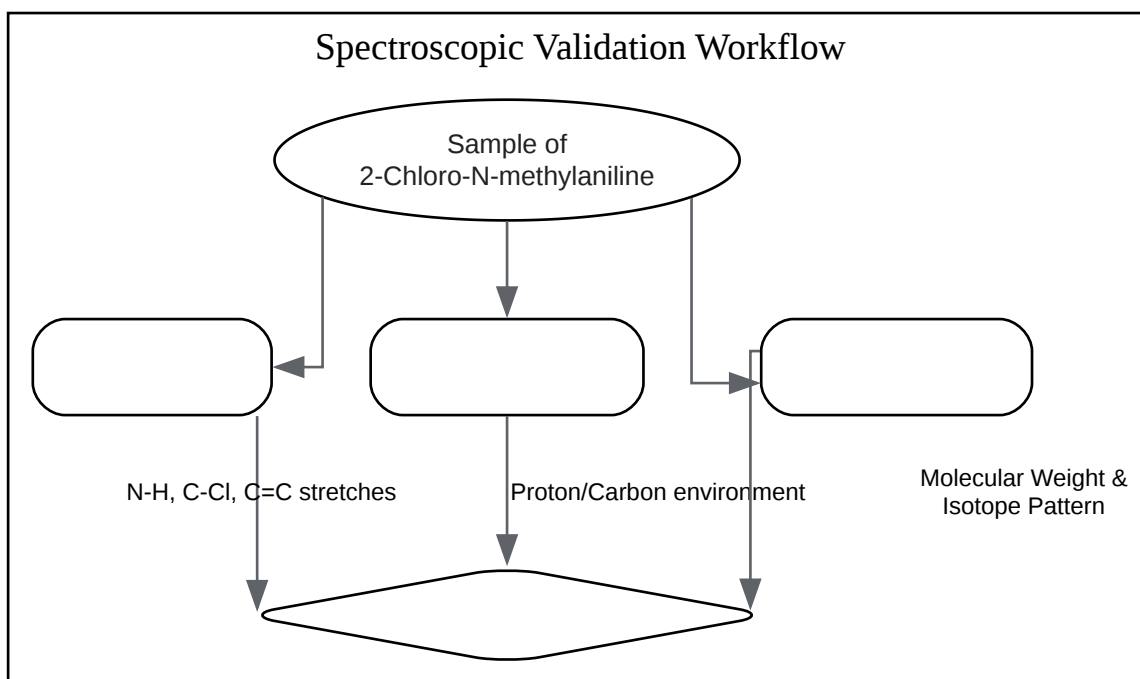 Spectroscopic Validation Workflow
Sample of
2-Chloro-N-methylaniline
N-H, C-Cl, C=C stretches
Proton/Carbon environment
Molecular Weight &
Isotope Pattern